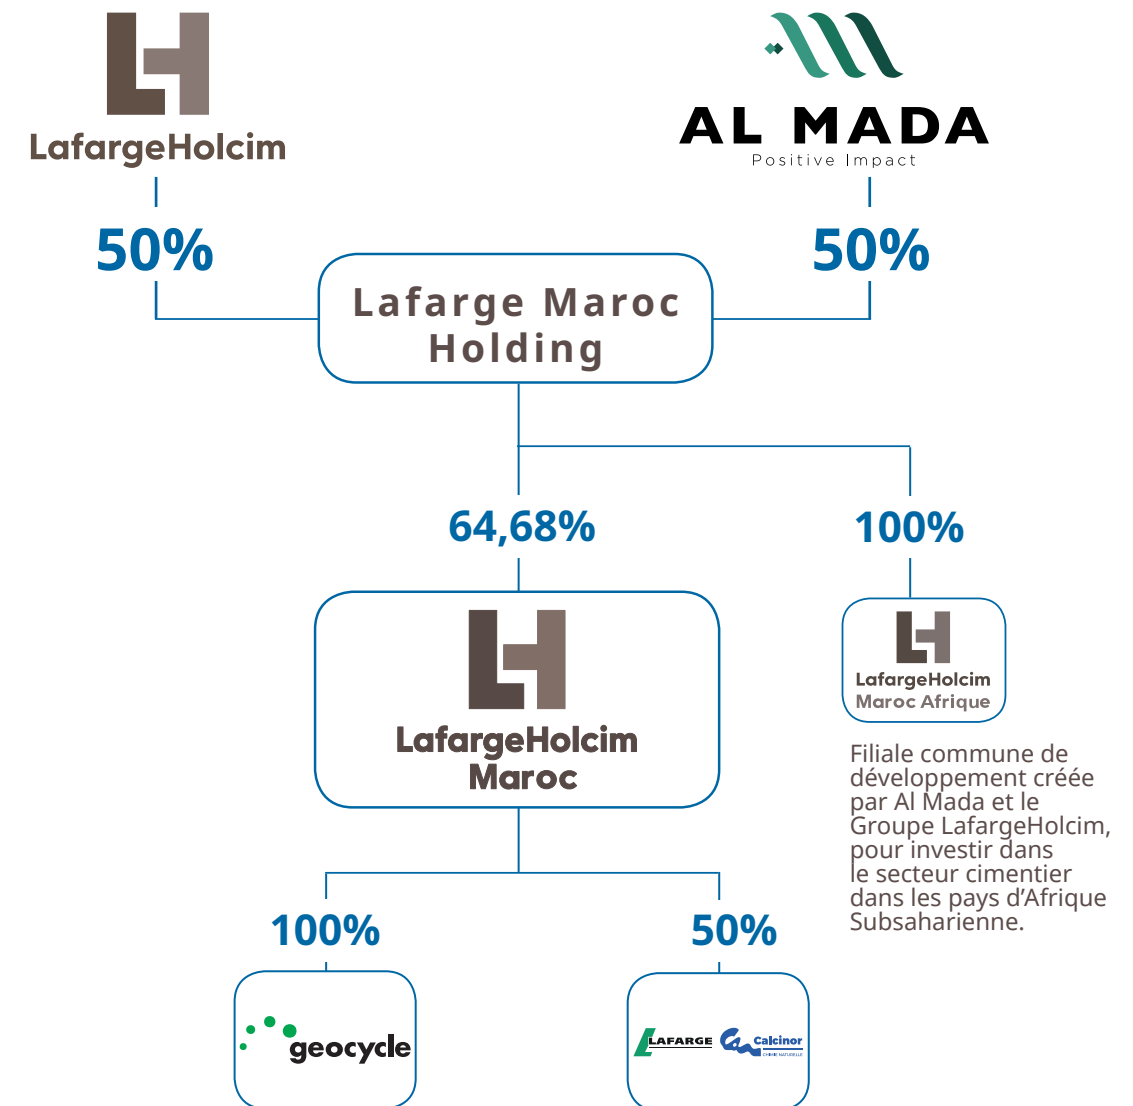 LafargeHolcim
AL MADA
Positive Impact
50%
50%
Lafarge Maroc
Holding
64,68%
100%
LafargeHolcim
Maroc
LafargeHolcim
Maroc Afrique
Filiale commune de
développement créée
par Al Mada et le
Groupe LafargeHolcim,
pour investir dans
le secteur cimentier
dans les pays d’Afrique
Subsaharienne.
100%
50%
geocycle
LAFARGE
Calcinor
CHIMIE NATURELLE